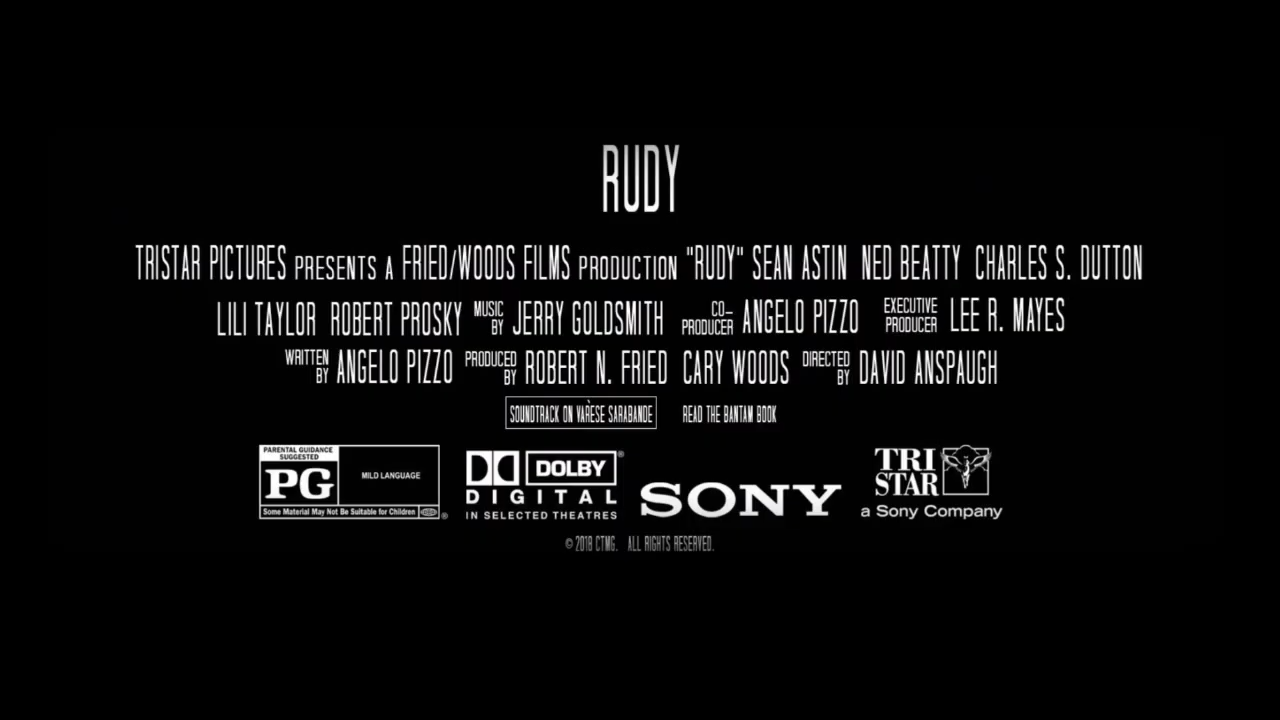 RUDY
TRISTAR PICTURES PRESENTS A FRIED/WOODS FILMS PRODUCTION "RUDY" SEAN ASTIN NED BEATTY CHARLES S. DUTTON
LILI TAYLOR ROBERT PROSKY MUSIC BY JERRY GOLDSMITH CO-PRODUCER ANGELO PIZZO EXECUTIVE PRODUCER LEE R. MAYES
WRITTEN BY ANGELO PIZZO PRODUCED BY ROBERT N. FRIED CARY WOODS DIRECTED BY DAVID ANSPAUGH
SOUNDTRACK ON VARÈSE SARABANDE READ THE BANTAM BOOK
PARENTAL GUIDANCE SUGGESTED
PG MILD LANGUAGE
Some Material May Not Be Suitable for Children ®
DOLBY ®
DIGITAL
IN SELECTED THEATRES
SONY
TRI
STAR
a Sony Company
© 2018 CTMG. ALL RIGHTS RESERVED.